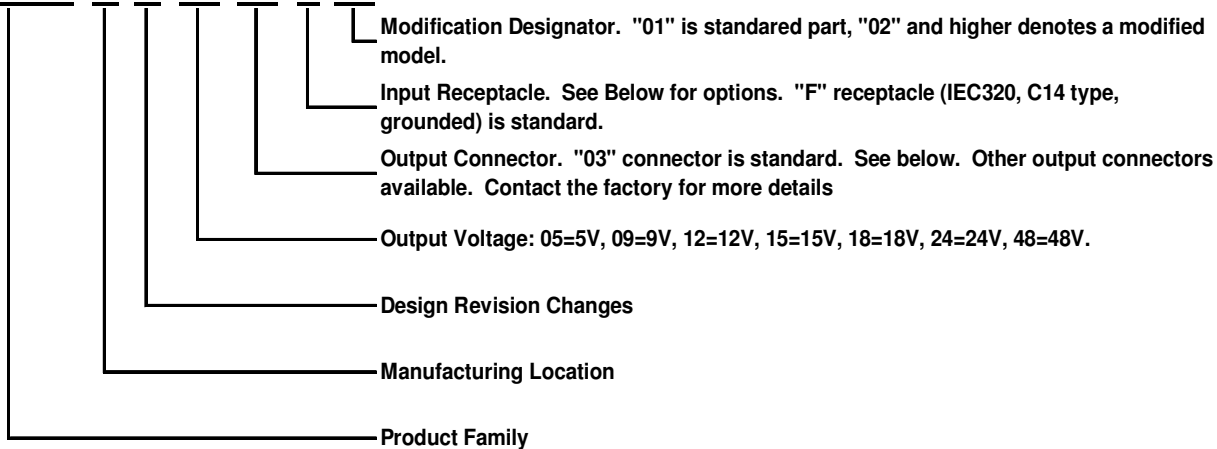 Modification Designator. "01" is standared part, "02" and higher denotes a modified
model.
Input Receptacle. See Below for options. "F" receptacle (IEC320, C14 type,
grounded) is standard.
Output Connector. "03" connector is standard. See below. Other output connectors
available. Contact the factory for more details
Output Voltage: 05=5V, 09=9V, 12=12V, 15=15V, 18=18V, 24=24V, 48=48V.
Design Revision Changes
Manufacturing Location
Product Family